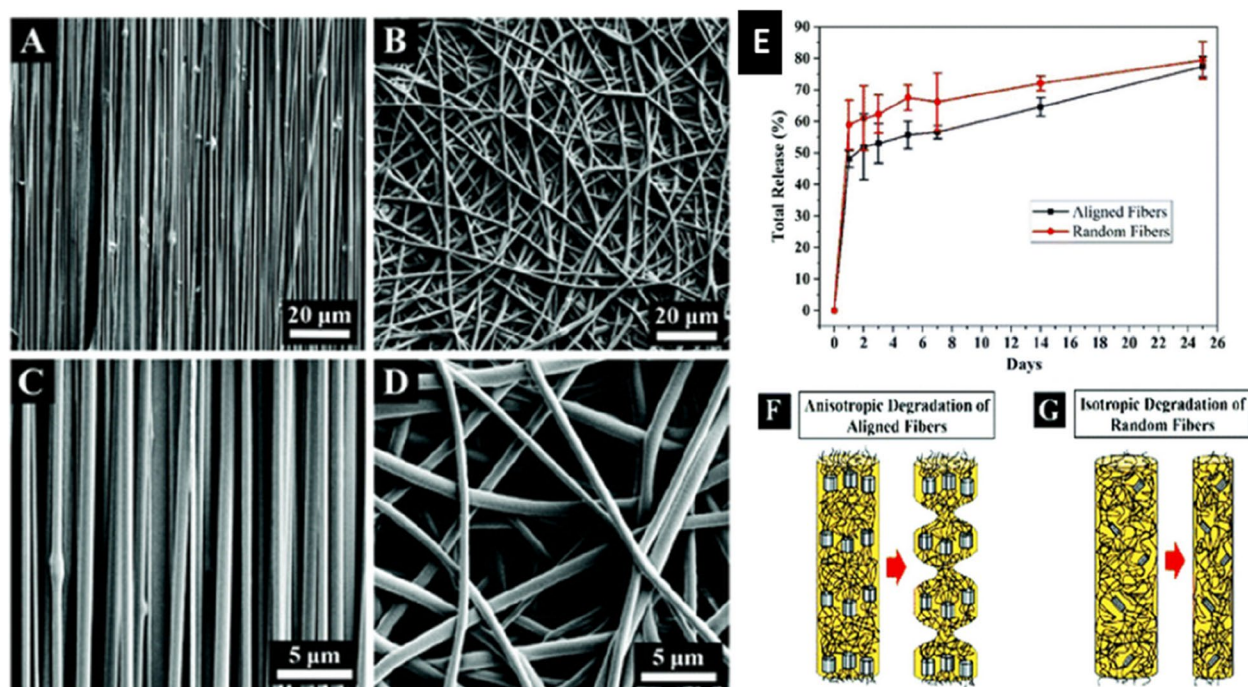 A
20 μm
B
20 μm
C
5 μm
D
5 μm
E
90
80
70
60
50
40
30
20
10
0
Total Release (%)
Aligned Fibers
Random Fibers
0 2 4 6 8 10 12 14 16 18 20 22 24 26
Days
F
Anisotropic Degradation of
Aligned Fibers
G
Isotropic Degradation of
Random Fibers